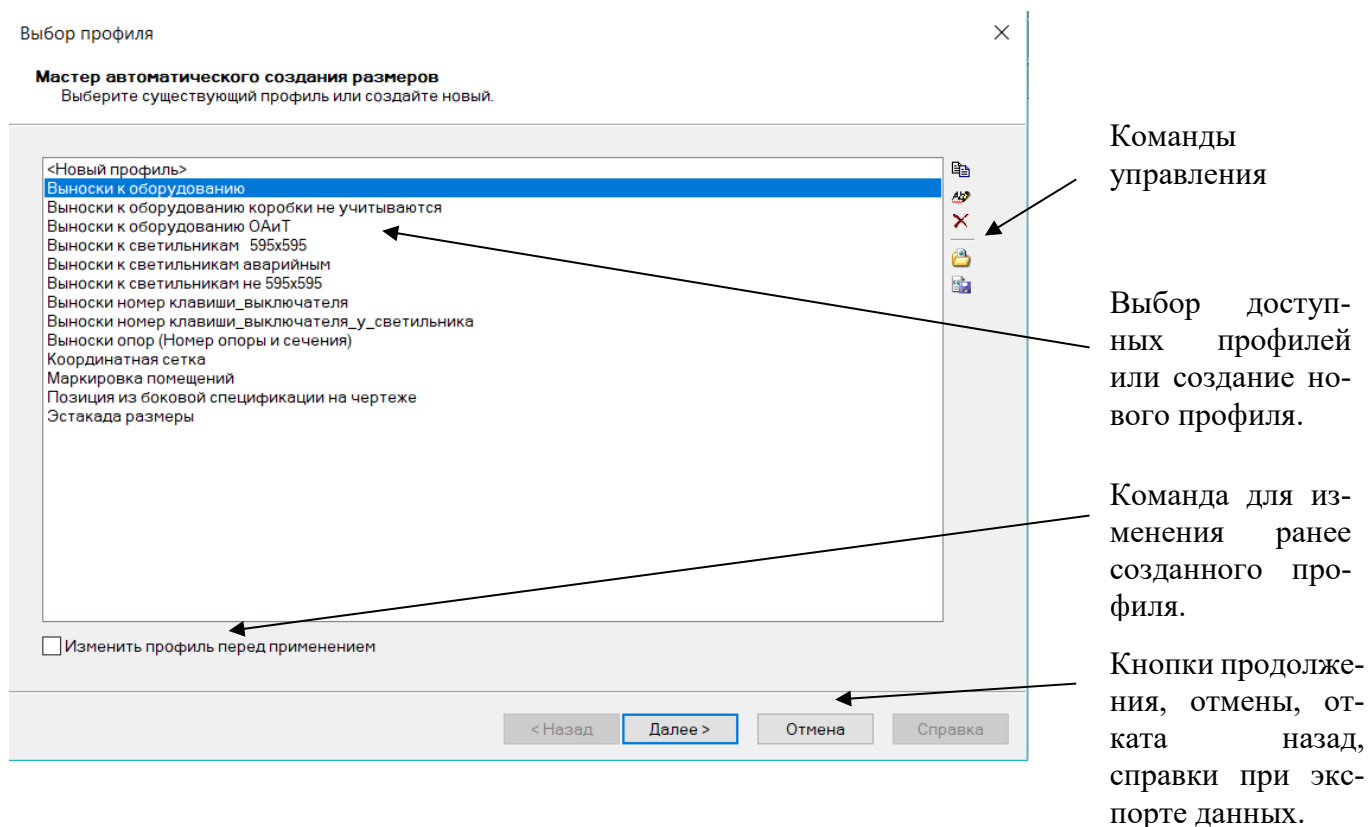 Выбор профиля
Мастер автоматического создания размеров
Выберите существующий профиль или создайте новый.
<Новый профиль>
Выноски к оборудованию
Выноски к оборудованию коробки не учитываются
Выноски к оборудованию ОАиТ
Выноски к светильникам 595x595
Выноски к светильникам аварийным
Выноски к светильникам не 595x595
Выноски номер клавиши_выключателя
Выноски номер клавиши_выключателя_у_светильника
Выноски опор (Номер опоры и сечения)
Координатная сетка
Маркировка помещений
Позиция из боковой спецификации на чертеже
Эстакада размеры
Изменить профиль перед применением
< Назад
Далее >
Отмена
Справка
Команды
управления
Выбор доступ-
ных профилей
или создание но-
вого профиля.
Команда для из-
менения ранее
созданного про-
филя.
Кнопки продолже-
ния, отмены, от-
ката назад,
справки при экс-
порте данных.